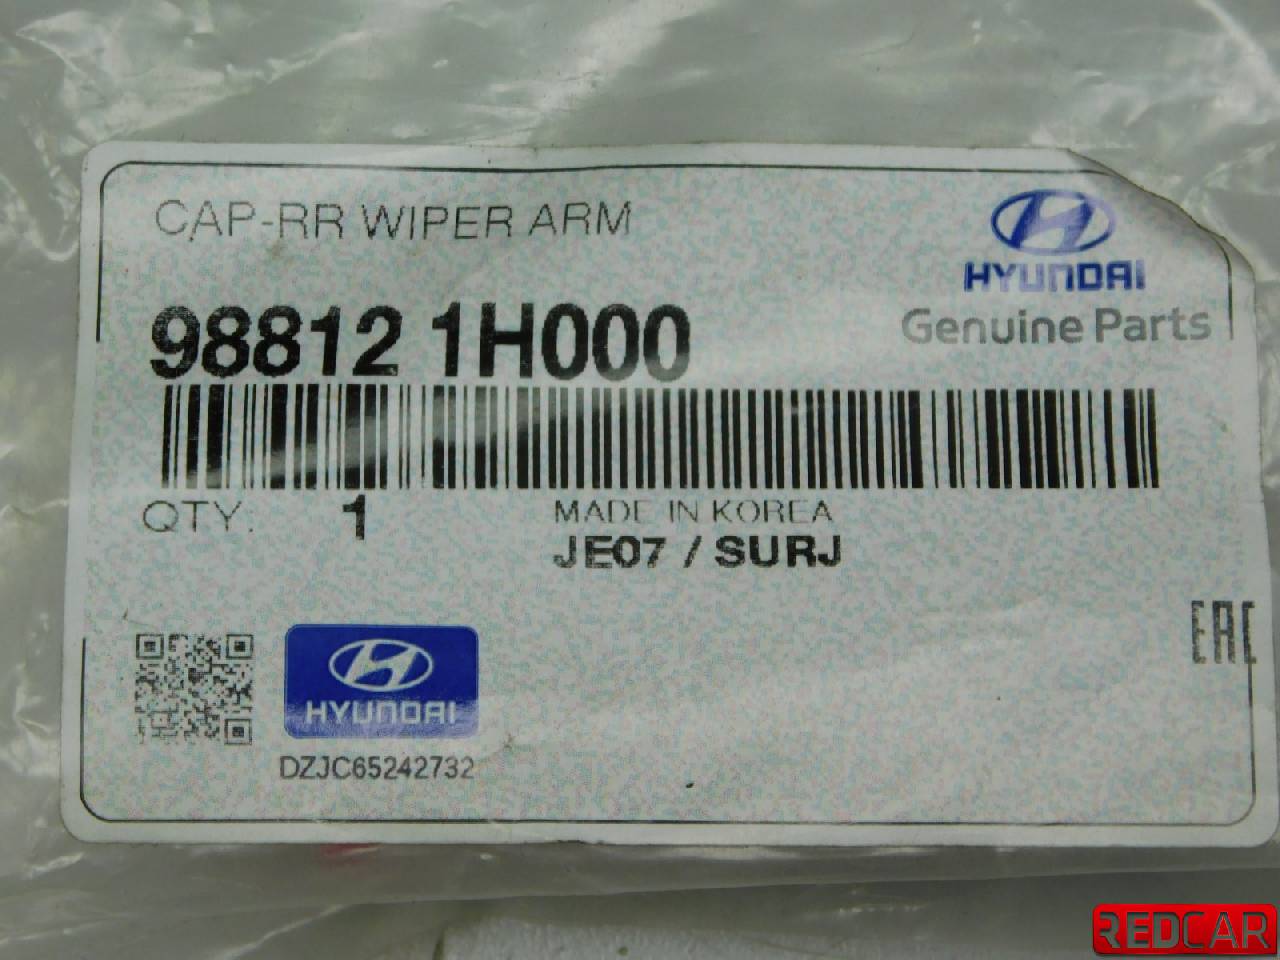 CAP-RR WIPER ARM
HYUNDAI
Genuine Parts
98812 1H000
QTY: 1
MADE IN KOREA
JE07 / SURJ
EAC
HYUNDAI
DZJC65242732
REDCAR